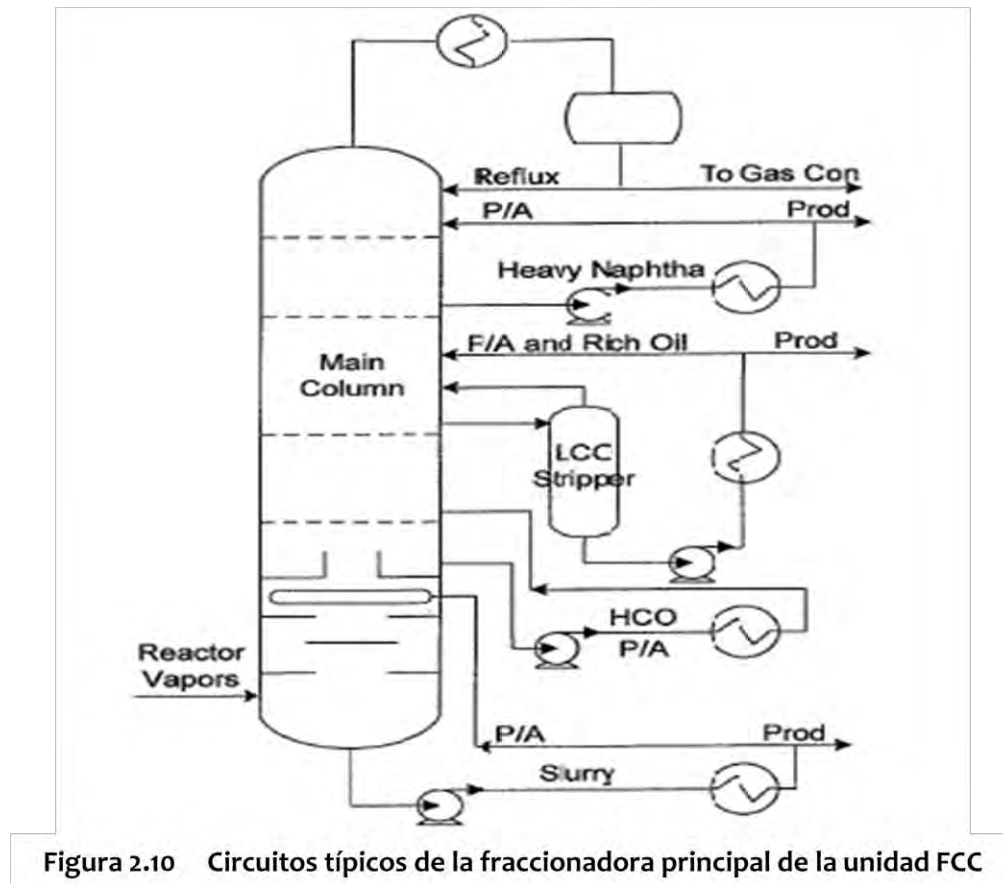 Reflux
To Gas Con
P/A
Prod
Heavy Naphtha
F/A and Rich Oil
Prod
Main
Column
LCC
Stripper
HCO
P/A
Reactor
Vapors
P/A
Prod
Slurry
Figura 2.10 Circuitos típicos de la fraccionadora principal de la unidad FCC